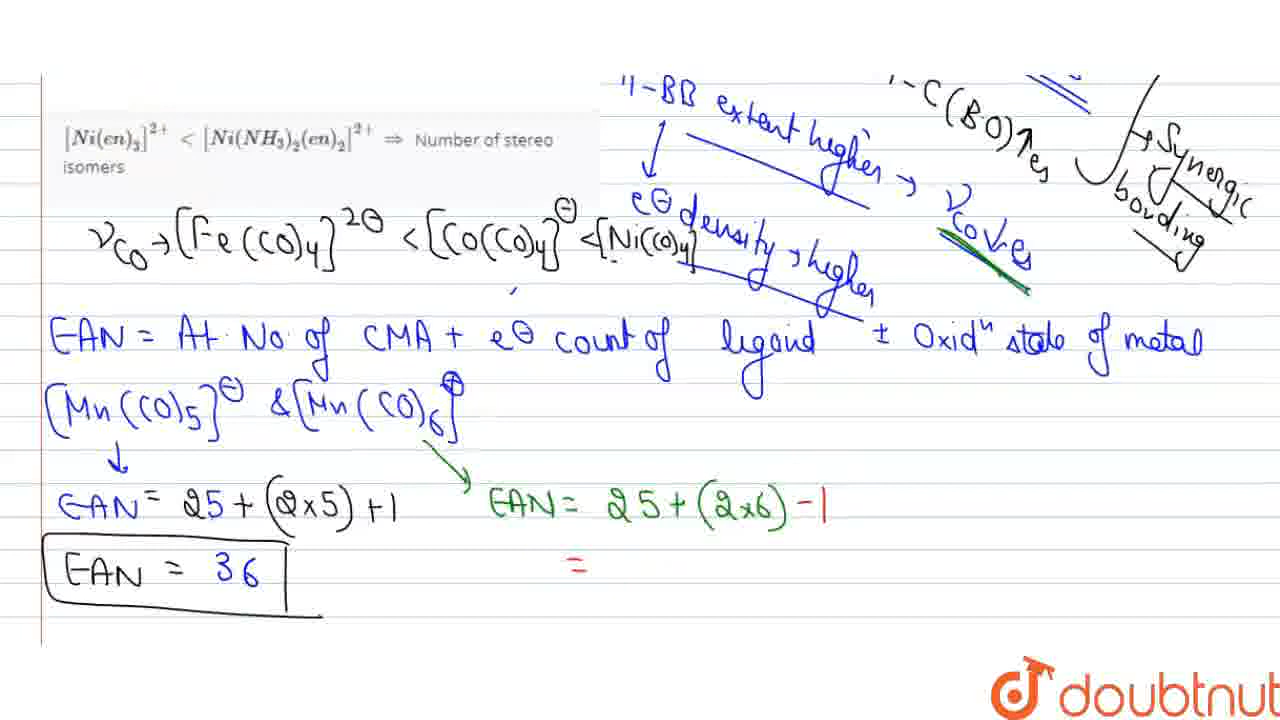 [Ni(en)₃]²⁺ < [Ni(NH₃)₂(en)₂]²⁺ ⇒ Number of stereo
isomers
π-BB extent higher →
ν CO ↓es
-C (BO)↑es
→ Synergic
bonding
e⊖ density → higher
ν CO → [Fe(CO)₄]²⊖ < [Co(CO)₄]⊖ < [Ni(CO)₄]
EAN = At. No. of CMA + e⊖ count of ligand ± Oxidⁿ state of metal
[Mn(CO)₅]⊖ & [Mn(CO)₆]⊕
EAN = 25 + (2×5) +1
EAN = 25 + (2×6) -1
EAN = 36
=
doubtnut